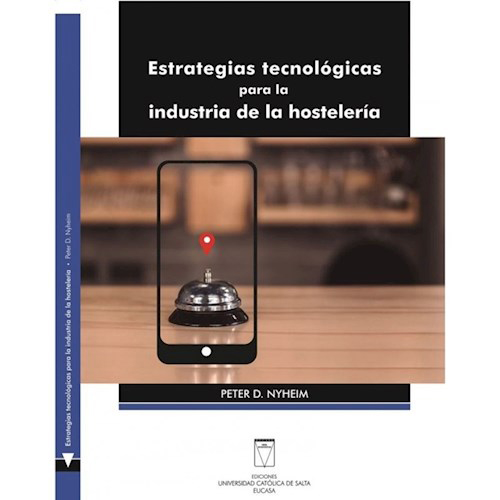 Estrategias tecnológicas
para la
industria de la hostelería
Estrategias tecnológicas para la industria de la hostelería • Peter D. Nyheim
PETER D. NYHEIM
EDICIONES
UNIVERSIDAD CATÓLICA DE SALTA
EUCASA